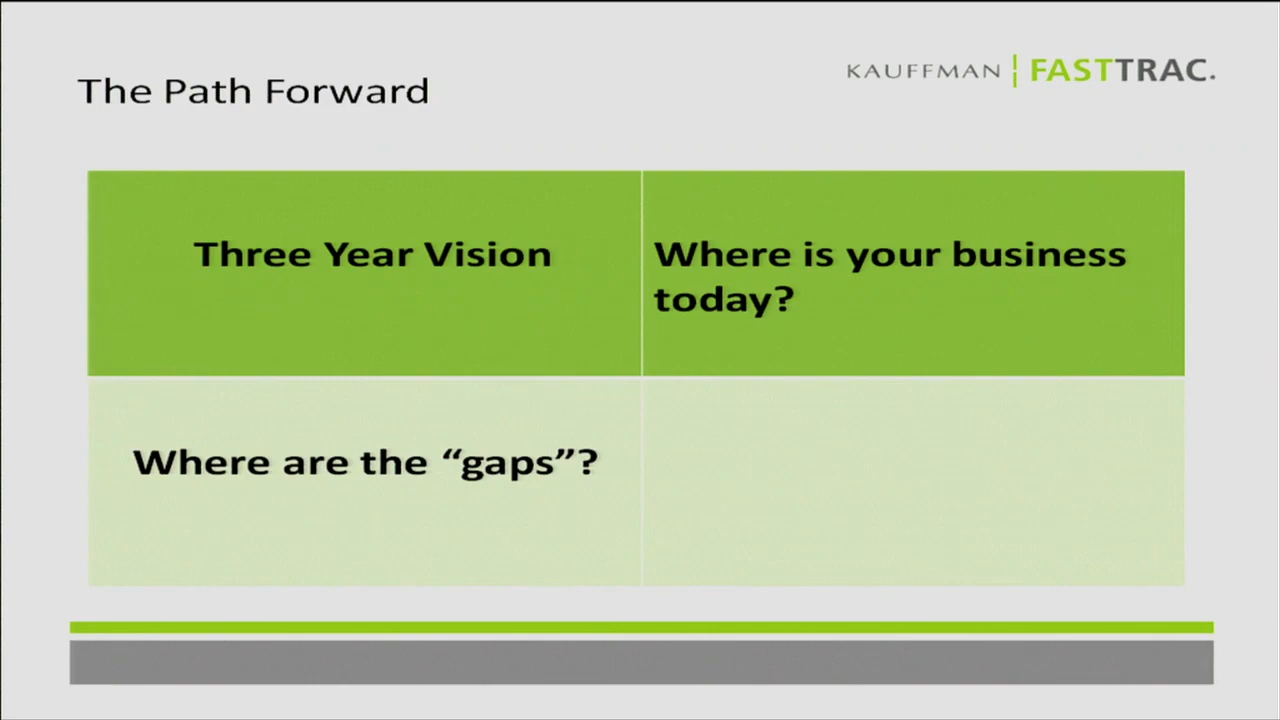 The Path Forward
KAUFFMAN | FASTTRAC.
Three Year Vision
Where is your business
today?
Where are the “gaps”?